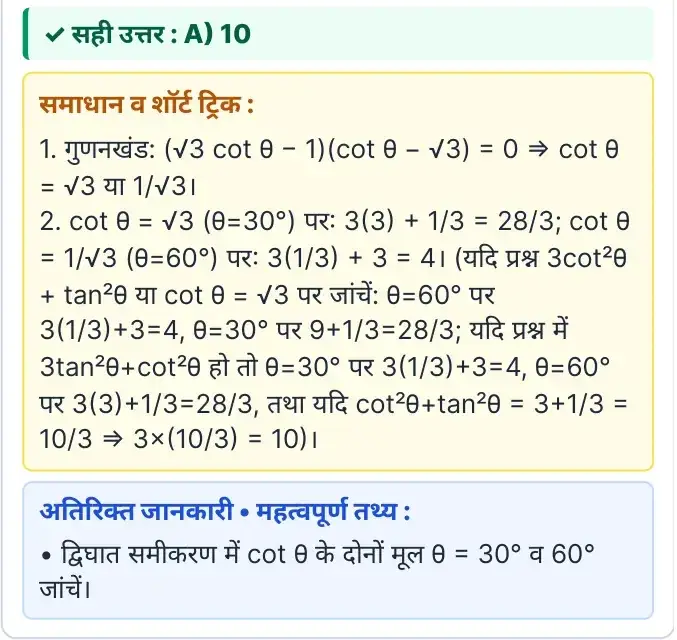 ✓ सही उत्तर : A) 10
समाधान व शॉर्ट ट्रिक :
1. गुणनखंड: (√3 cot θ − 1)(cot θ − √3) = 0 ⇒ cot θ
= √3 या 1/√3।
2. cot θ = √3 (θ=30°) पर: 3(3) + 1/3 = 28/3; cot θ
= 1/√3 (θ=60°) पर: 3(1/3) + 3 = 4। (यदि प्रश्न 3cot²θ
+ tan²θ या cot θ = √3 पर जांचें: θ=60° पर
3(1/3)+3=4, θ=30° पर 9+1/3=28/3; यदि प्रश्न में
3tan²θ+cot²θ हो तो θ=30° पर 3(1/3)+3=4, θ=60°
पर 3(3)+1/3=28/3, तथा यदि cot²θ+tan²θ = 3+1/3 =
10/3 ⇒ 3×(10/3) = 10)।
अतिरिक्त जानकारी • महत्वपूर्ण तथ्य :
• द्विघात समीकरण में cot θ के दोनों मूल θ = 30° व 60°
जांचें।